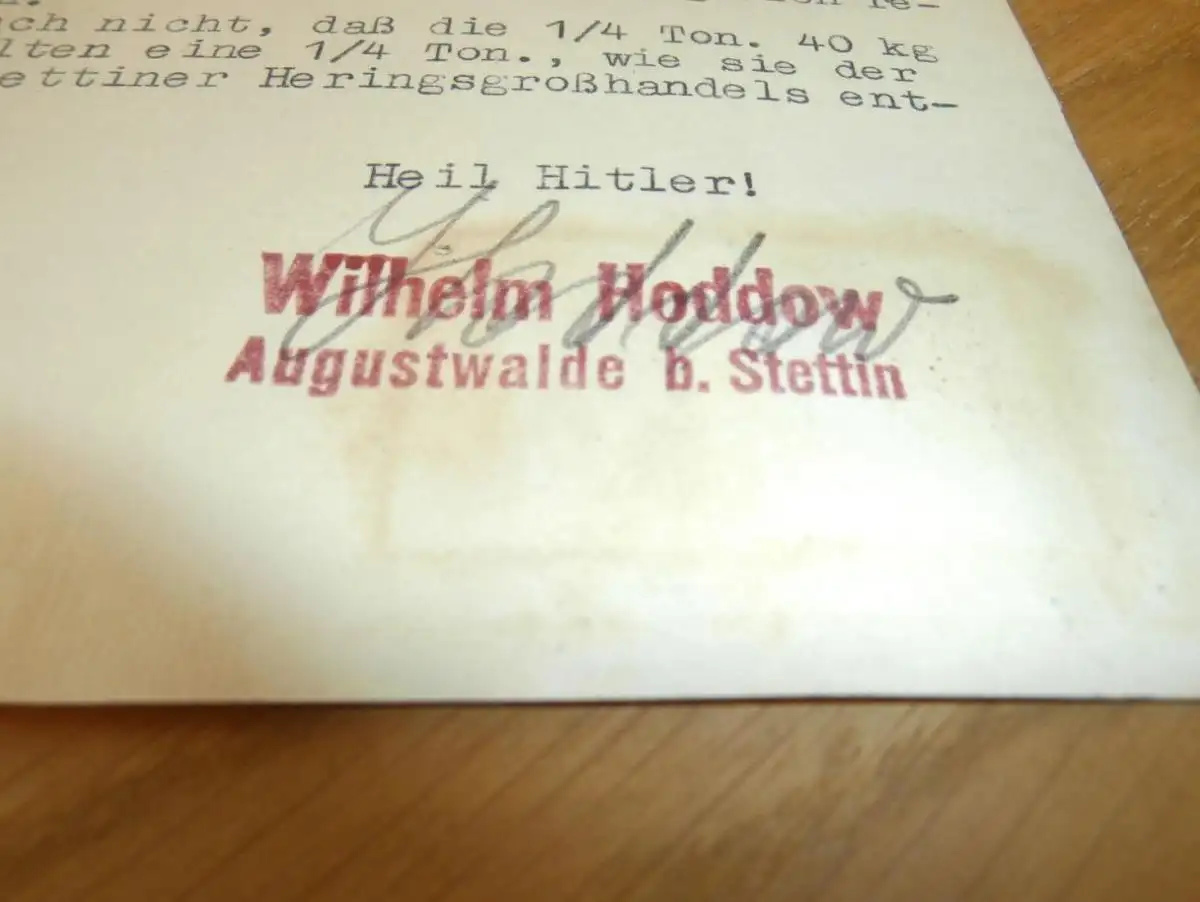 ch nicht, daß die 1/4 Ton. 40 kg
lten eine 1/4 Ton., wie sie der
ettiner Heringsgroßhandels ent-
Heil Hitler!
Hoddow
Wilhelm Hoddow
Augustwalde b. Stettin